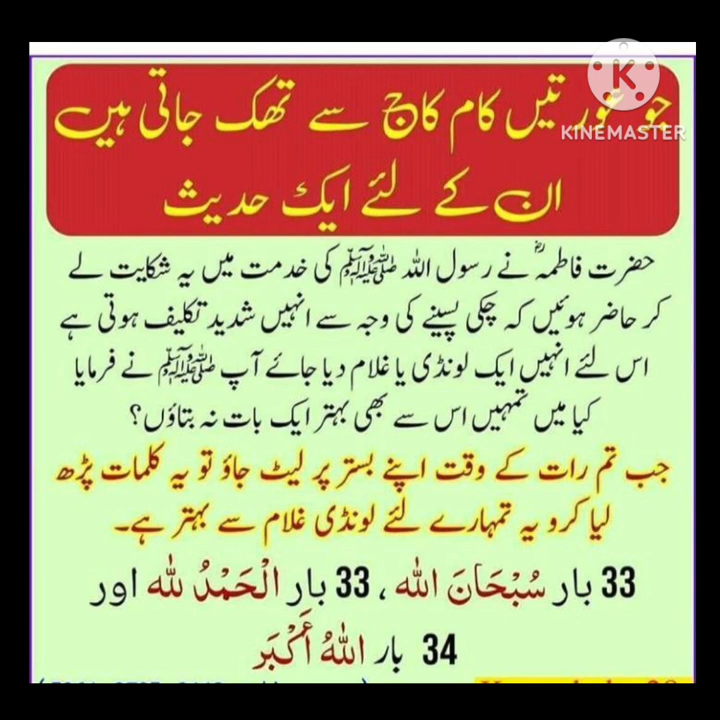 جو عورتیں کام کاج سے تھک جاتی ہیں
KINEMASTER
ان کے لئے ایک حدیث
حضرت فاطمہؓ نے رسول اللہ ﷺ کی خدمت میں یہ شکایت لے
کر حاضر ہوئیں کہ چکی پسینے کی وجہ سے انہیں شدید تکلیف ہوتی ہے
اس لئے انہیں ایک لونڈی یا غلام دیا جائے آپ ﷺ نے فرمایا
کیا میں تمہیں اس سے بھی بہتر ایک بات نہ بتاؤں؟
جب تم رات کے وقت اپنے بستر پر لیٹ جاؤ تو یہ کلمات پڑھ
لیا کرو یہ تمہارے لئے لونڈی غلام سے بہتر ہے۔
33 بار سُبْحَانَ اللہ ، 33 بار الْحَمْدُ للہ اور
34 بار اللہُ أَكْبَر